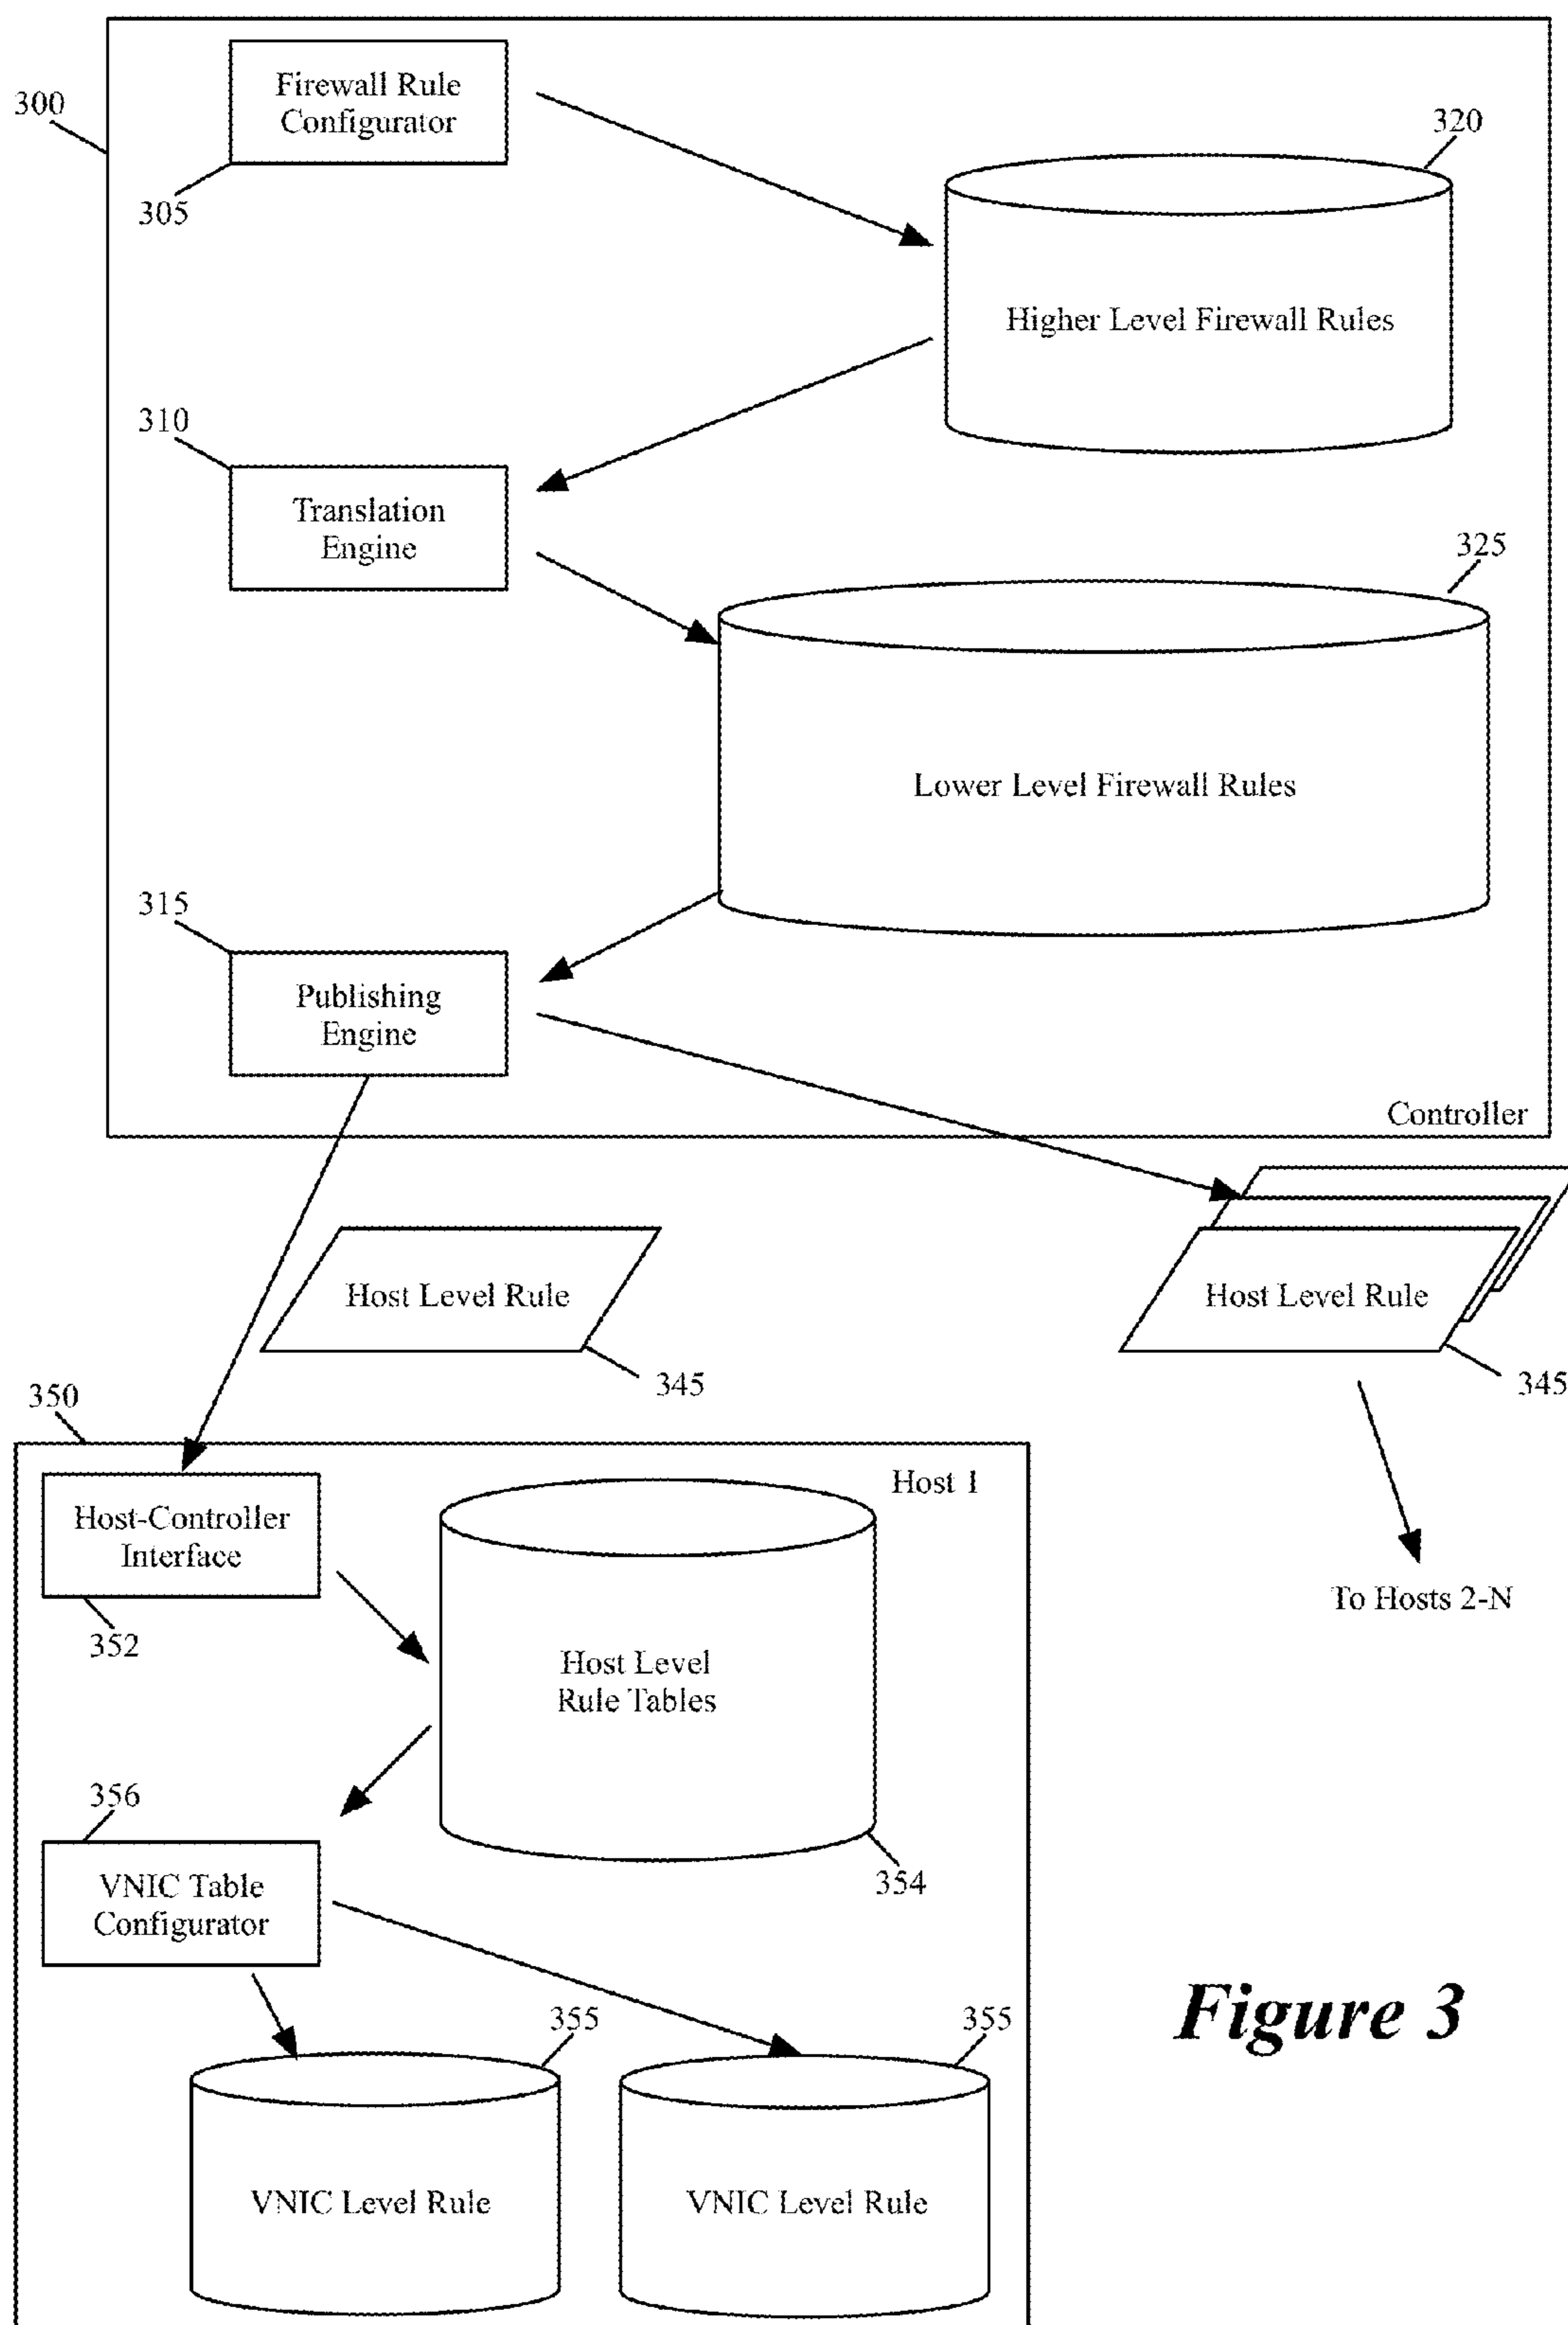 300
Firewall Rule
Configurator
305
320
Higher Level Firewall Rules
310
Translation
Engine
325
Lower Level Firewall Rules
315
Publishing
Engine
Controller
Host Level Rule
345
Host Level Rule
345
350
Host 1
Host-Controller
Interface
352
To Hosts 2-N
Host Level
Rule Tables
354
356
VNIC Table
Configurator
355
355
VNIC Level Rule
VNIC Level Rule
Figure 3